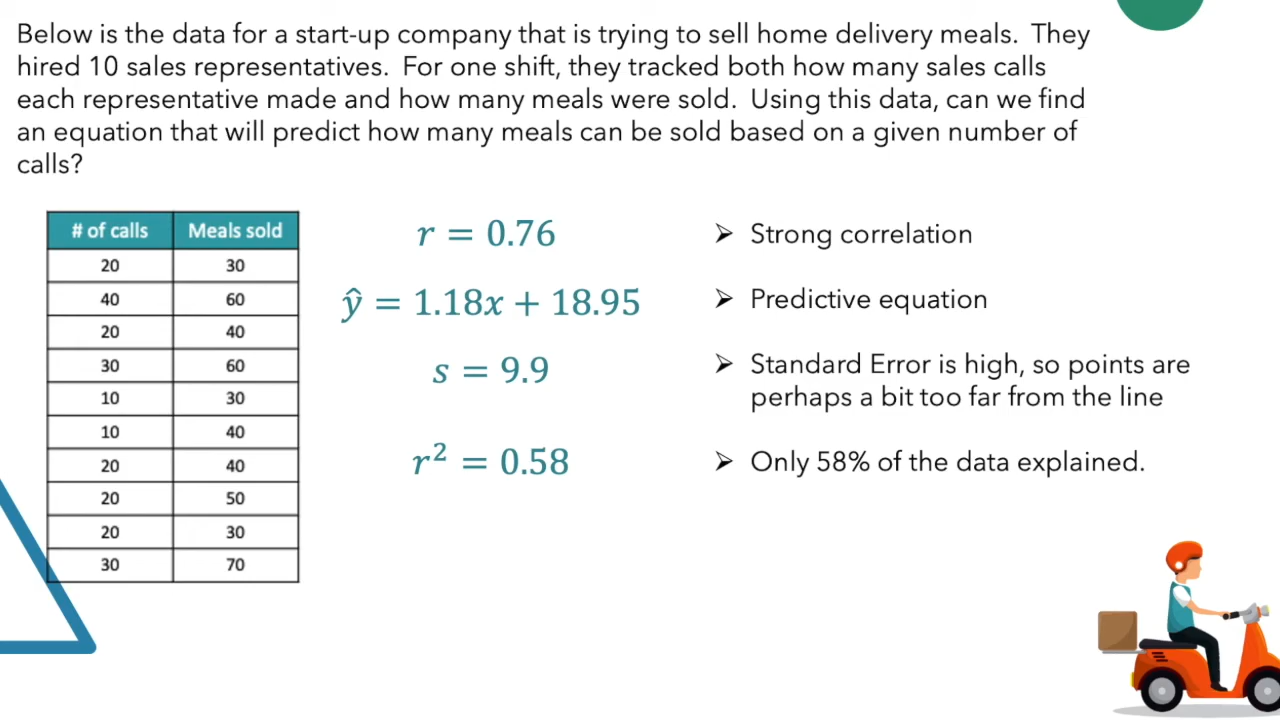 Below is the data for a start-up company that is trying to sell home delivery meals.  They
hired 10 sales representatives.  For one shift, they tracked both how many sales calls
each representative made and how many meals were sold.  Using this data, can we find
an equation that will predict how many meals can be sold based on a given number of
calls?
# of calls Meals sold
20 30
40 60
20 40
30 60
10 30
10 40
20 40
20 50
20 30
30 70
r = 0.76
ŷ = 1.18x + 18.95
s = 9.9
r² = 0.58
➢ Strong correlation
➢ Predictive equation
➢ Standard Error is high, so points are
perhaps a bit too far from the line
➢ Only 58% of the data explained.